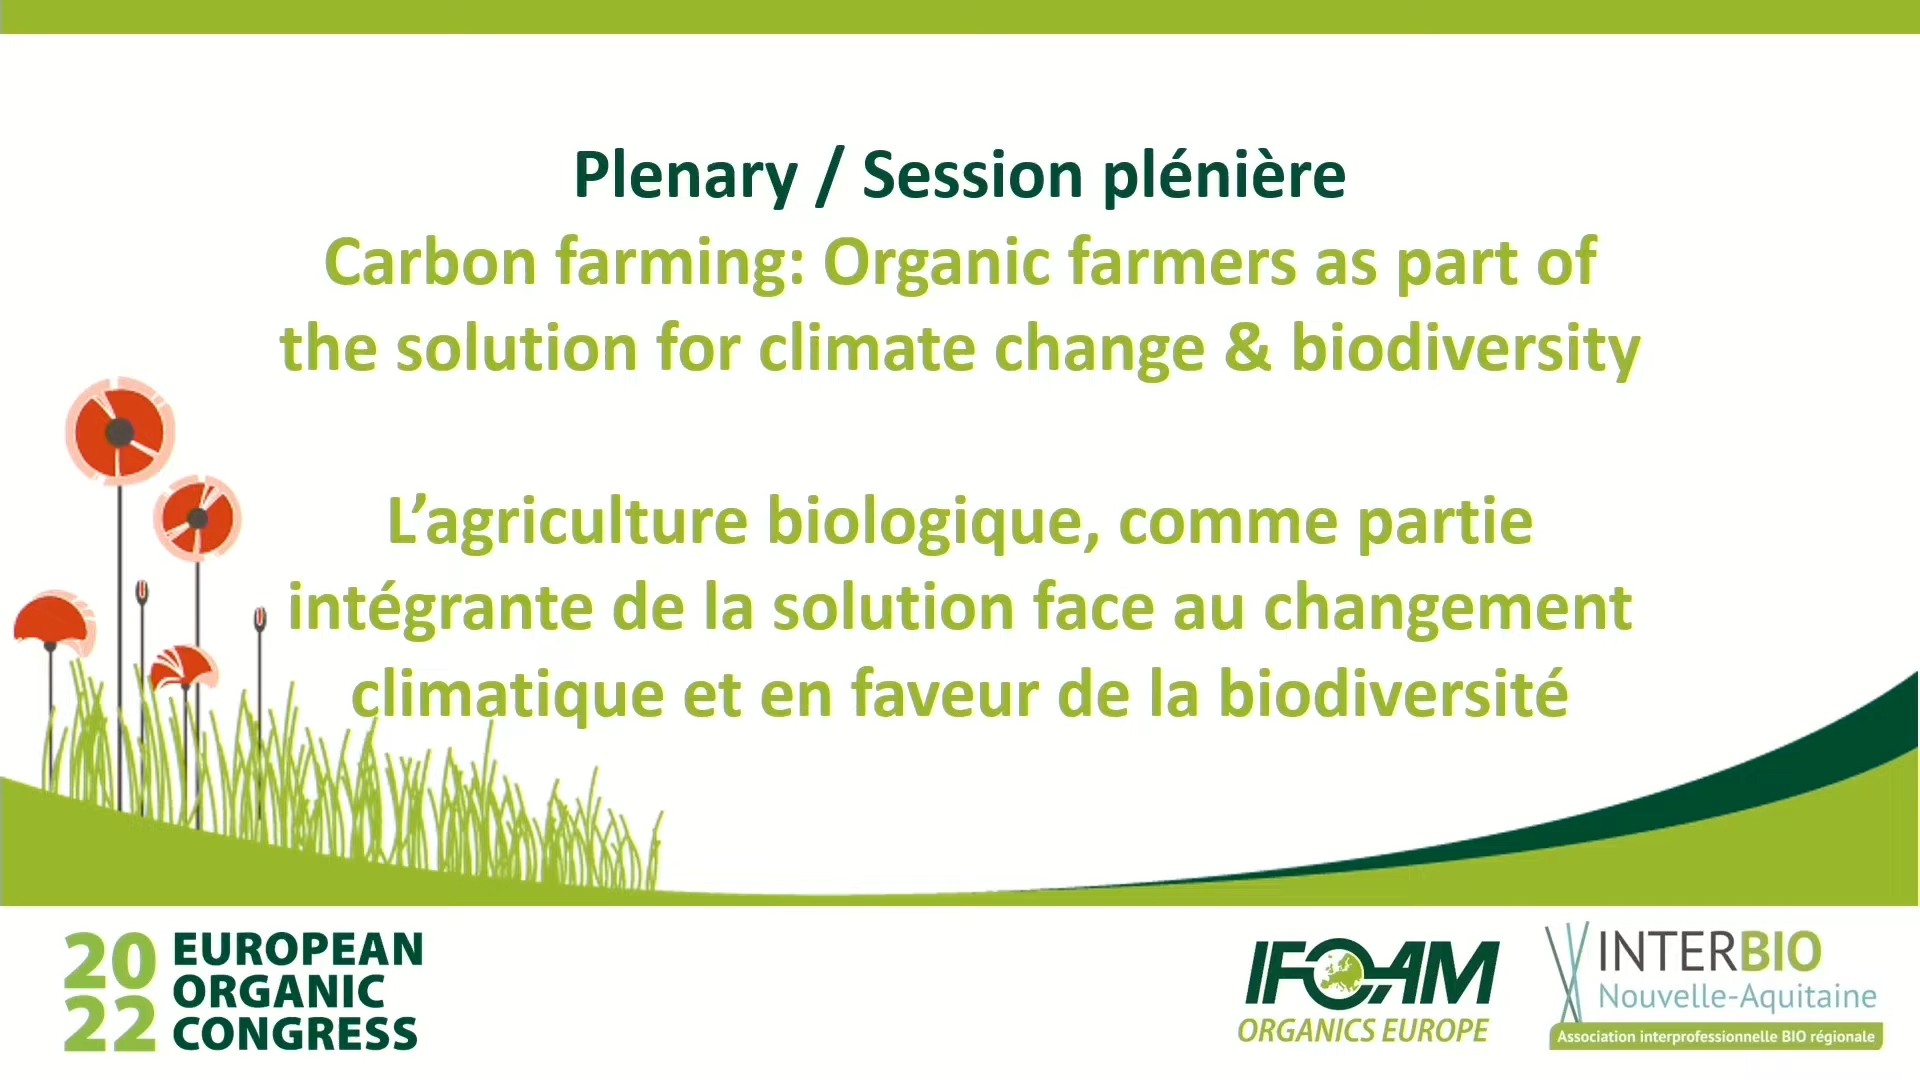 Plenary / Session plénière
Carbon farming: Organic farmers as part of
the solution for climate change & biodiversity
L’agriculture biologique, comme partie
intégrante de la solution face au changement
climatique et en faveur de la biodiversité
2022 EUROPEAN
ORGANIC
CONGRESS
IFOAM
ORGANICS EUROPE
INTERBIO
Nouvelle-Aquitaine
Association interprofessionnelle BIO régionale